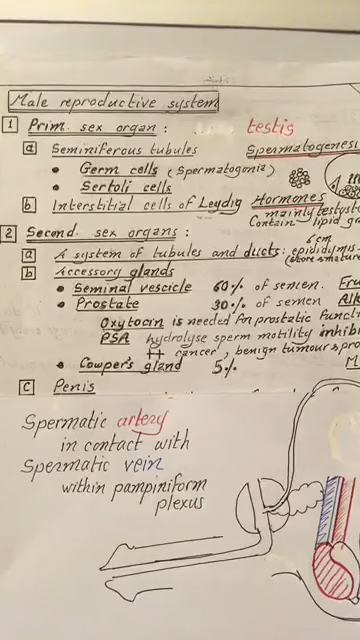 Male reproductive system
1 Prim. sex organ : testis
a Seminiferous tubules Spermatogenesi
• Germ cells (Spermatogonia)
• Sertoli cells
b Interstitial cells of Leydig Hormones
mainly testost
Contain lipid
2 Second. sex organs :
6 cm
a A system of tubules and ducts: epididymis
(store & mature
b Accessory glands
• Seminal vescicle 60% of semen. Fru
• Prostate 30% of semen Alk
Oxytocin is needed for prostatic functi
PSA hydrolyse sperm motility inhibi
++ cancer, benign tumour & pro
• Cowper's gland 5% M
C Penis
Spermatic artery
in contact with
Spermatic vein
within pampiniform
plexus